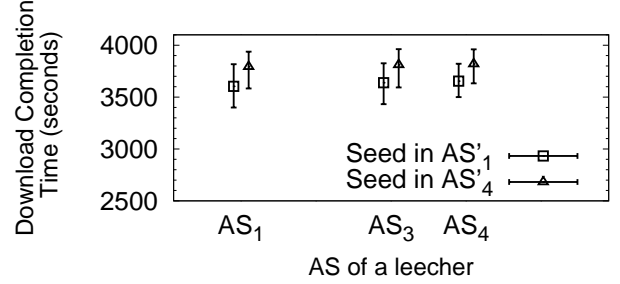 Download Completion
Time (seconds)
4000
3500
3000
2500
Seed in AS'1
Seed in AS'4
AS1 AS3 AS4
AS of a leecher